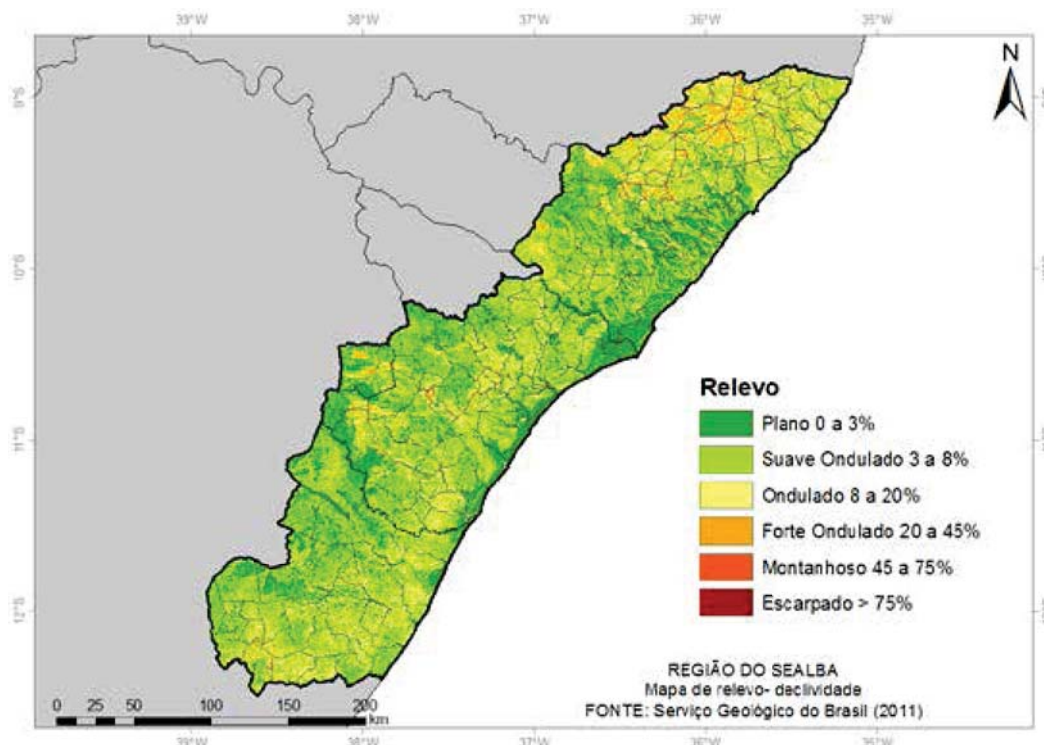 39°W 38°W 37°W 36°W 35°W
N
9°S
10°S 10°S
11°S
12°S
Relevo
Plano 0 a 3%
Suave Ondulado 3 a 8%
Ondulado 8 a 20%
Forte Ondulado 20 a 45%
Montanhoso 45 a 75%
Escarpado > 75%
REGIÃO DO SEALBA
Mapa de relevo- declividade
FONTE: Serviço Geológico do Brasil (2011)
0 25 50 100 150 200
km
39°W 38°W 37°W 36°W 35°W